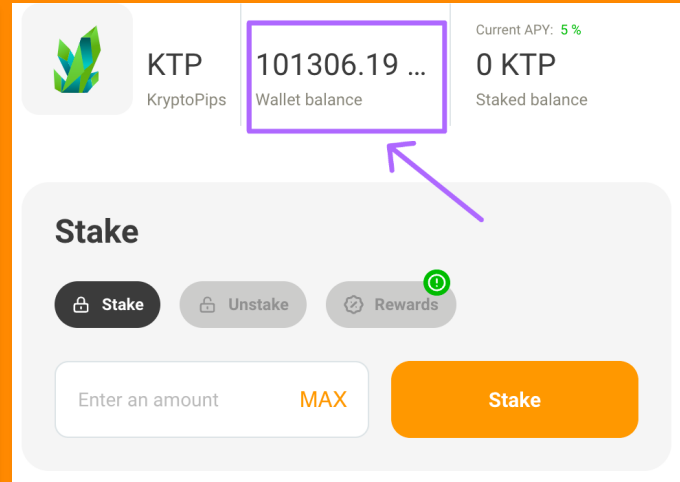 KTP
KryptoPips
101306.19 ...
Wallet balance
Current APY: 5 %
0 KTP
Staked balance
Stake
Stake
Unstake
Rewards
Enter an amount
MAX
Stake